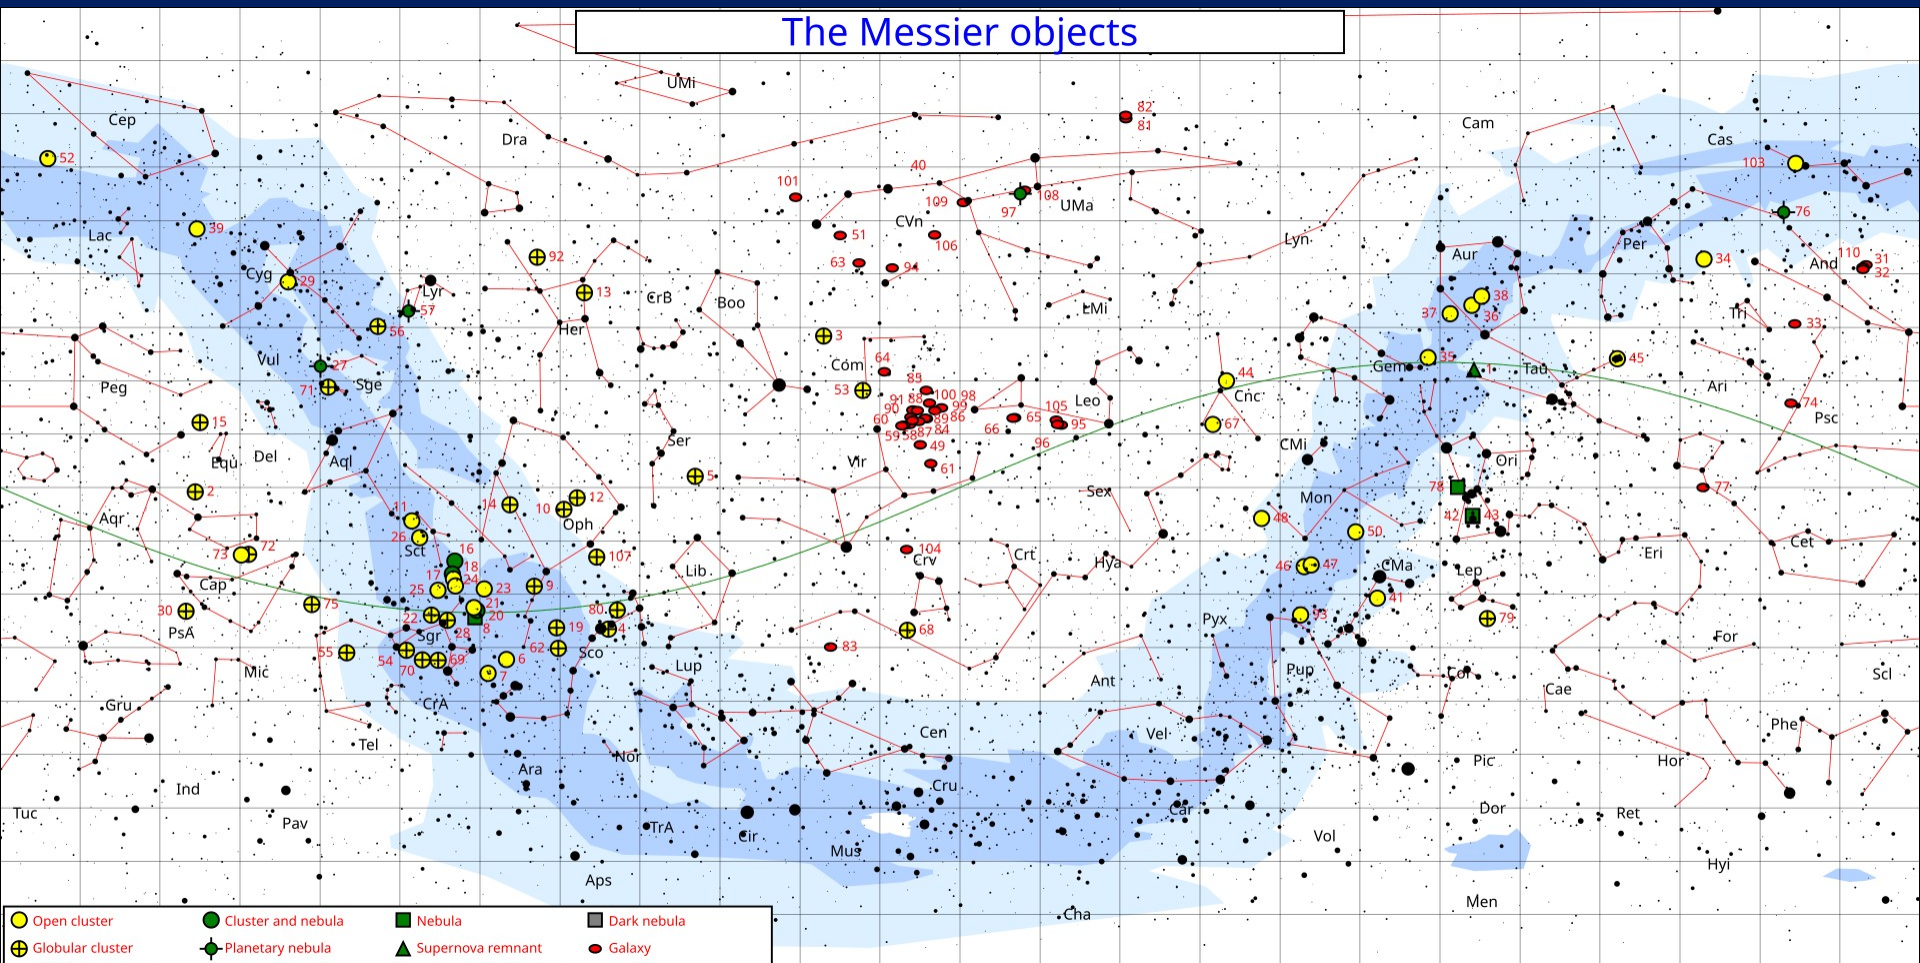 The Messier objects
UMi
82
81
Cep
Dra
Cam
Cas
52
40
103
101
108
109
97
UMa
76
39
Lac
CVn
51
106
Lyn
Per
Aur
110
31
32
And
34
92
63
94
Cyg
29
Lyr
13
CrB
Boo
LMi
38
36
37
57
56
Her
Tri
33
3
Vul
27
Com
64
35
45
Gem
1
Tau
Peg
71
Sge
53
85
44
Cnc
Ari
91
88
100
98
99
90
86
Leo
105
74
Psc
15
60
89
66
65
95
59
58
87
84
67
96
49
Ser
CMi
Equ
Del
Aql
Vir
61
Ori
5
2
14
12
10
Sex
Mon
78
77
Aqr
11
Oph
48
42
43
26
Sct
50
73
72
16
107
104
Crv
Crt
Hya
Eri
Cet
18
17
24
46
47
CMa
Lep
Cap
25
23
9
Lib
41
30
75
21
80
22
20
93
79
PsA
28
8
19
4
68
Pyx
Sgr
For
55
54
62
Sco
83
70
69
6
Lup
Mic
7
Ant
Pup
Col
Scl
Gru
CrA
Cae
Tel
Cen
Vel
Phe
Nor
Pic
Hor
Ara
Ind
Cru
Tuc
Pav
TrA
Cir
Car
Dor
Ret
Mus
Vol
Hyi
Aps
Men
Cha
Open cluster
Cluster and nebula
Nebula
Dark nebula
Globular cluster
Planetary nebula
Supernova remnant
Galaxy